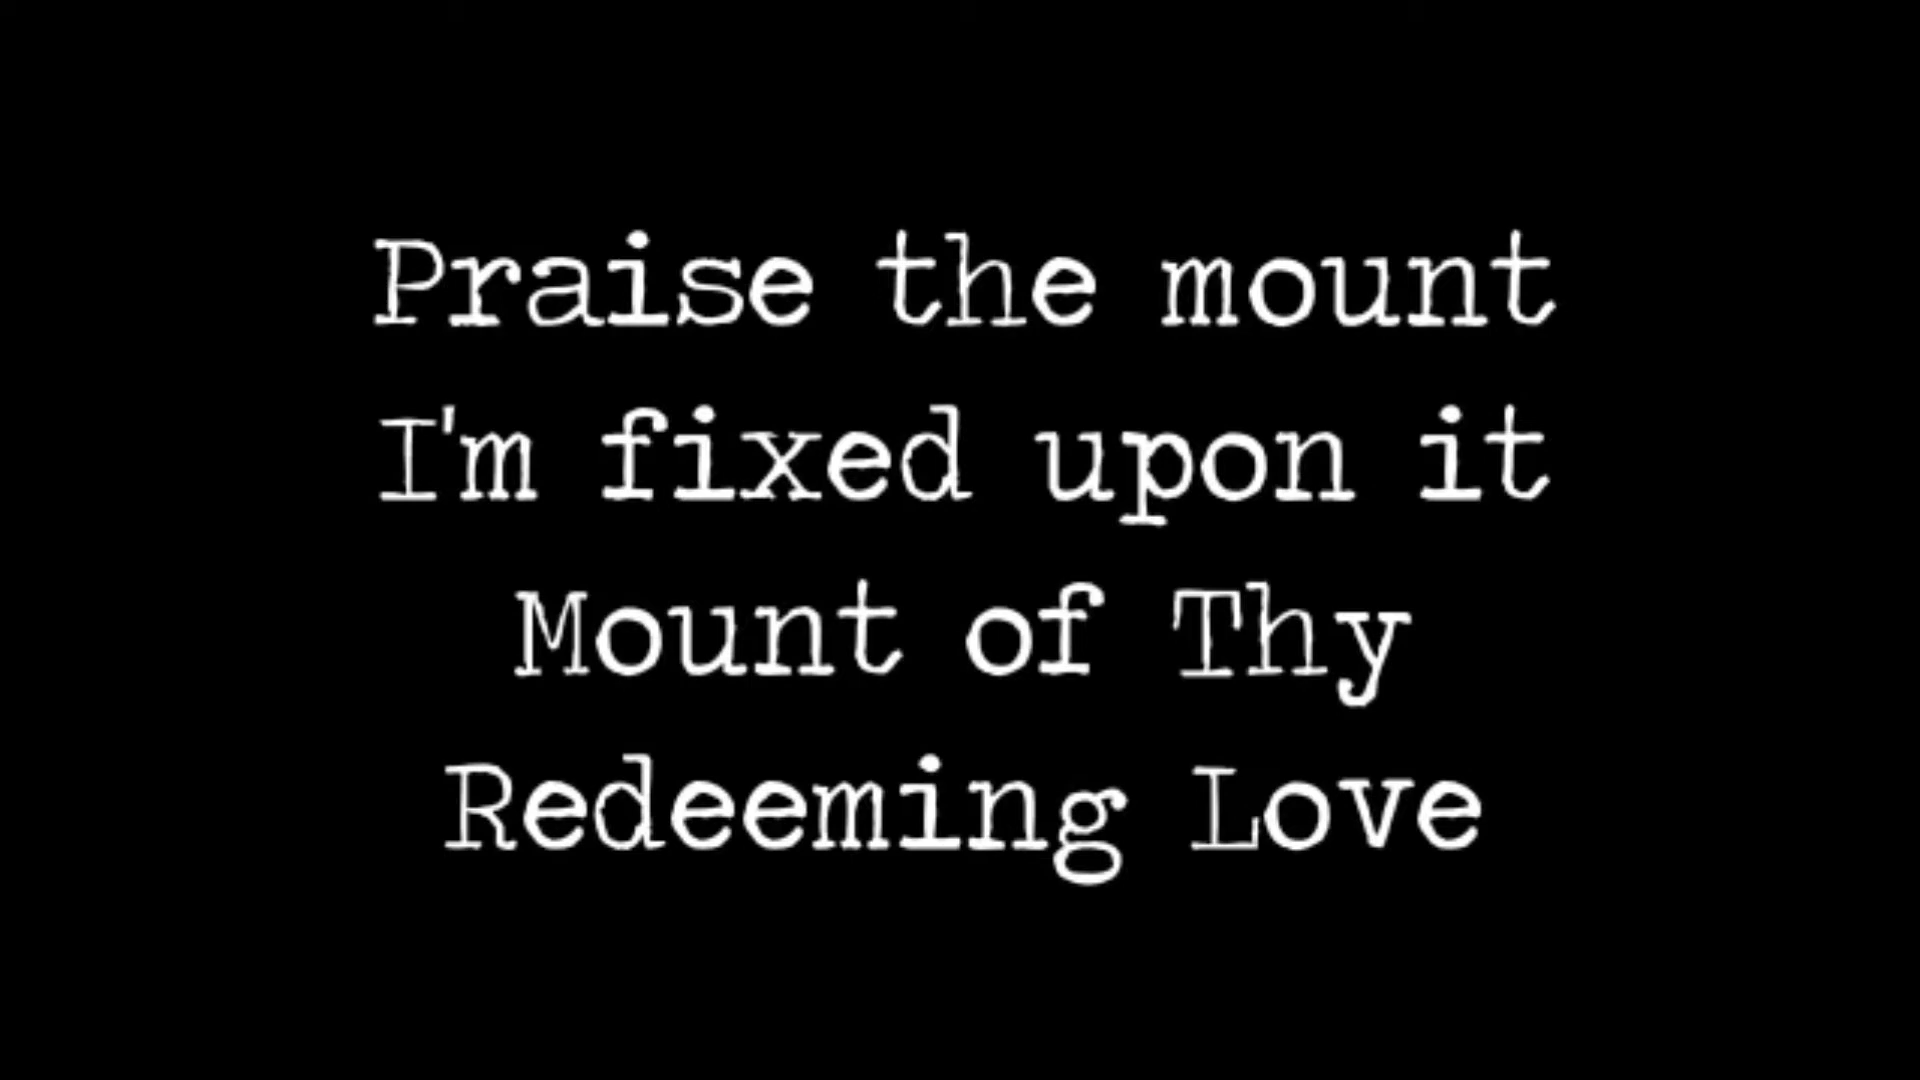 Praise the mount
I'm fixed upon it
Mount of Thy
Redeeming Love